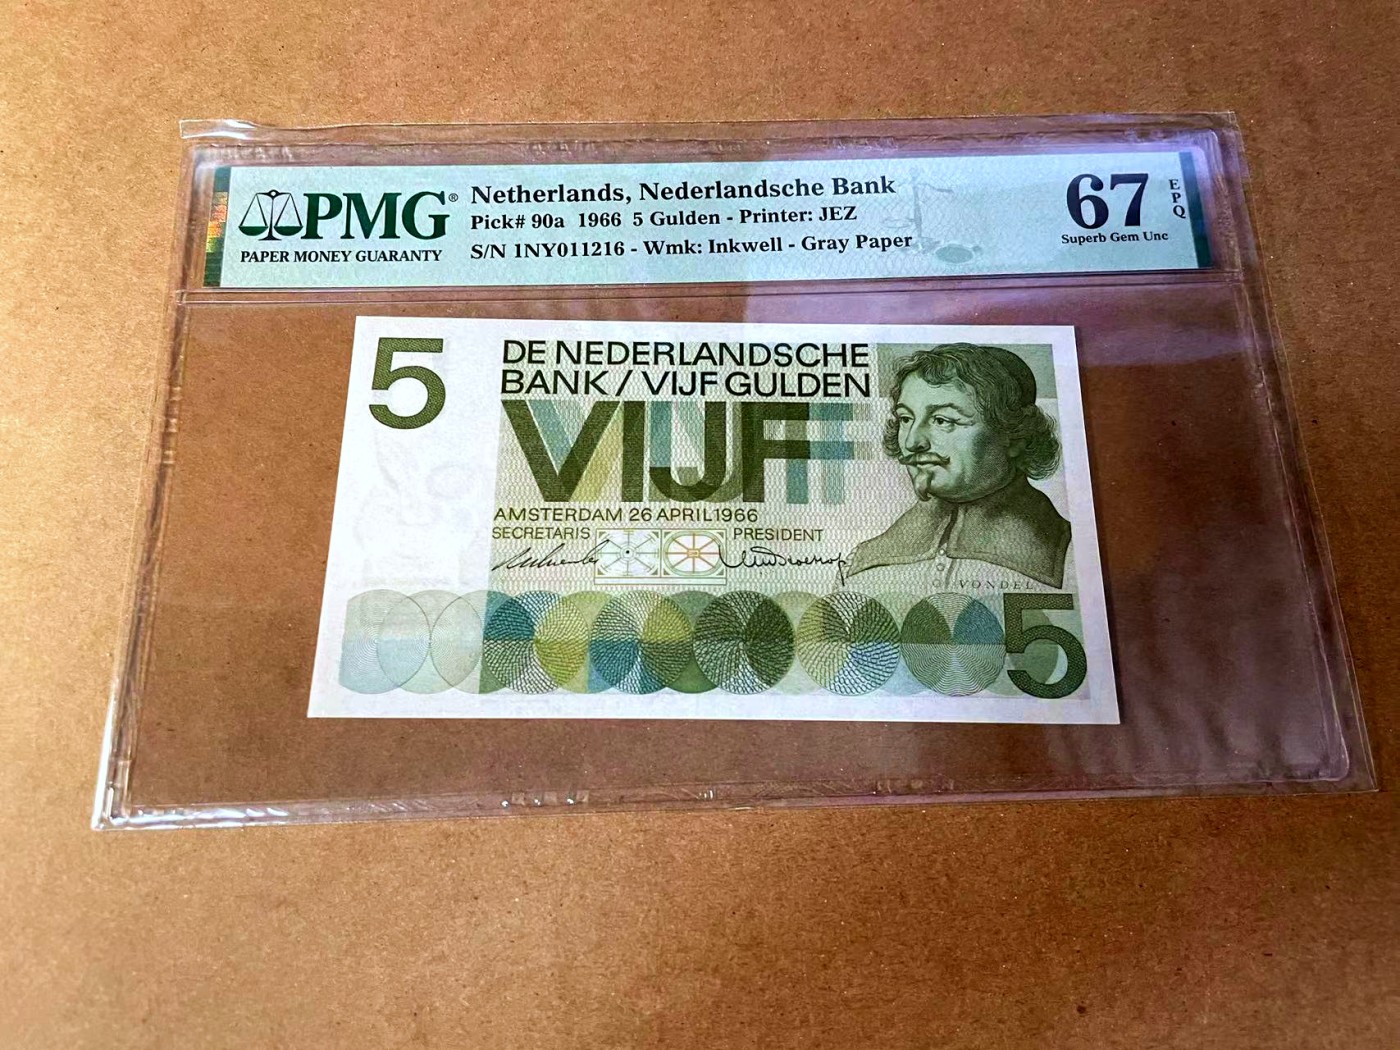 PMG®
PAPER MONEY GUARANTY
Netherlands, Nederlandsche Bank
Pick# 90a 1966 5 Gulden - Printer: JEZ
S/N 1NY011216 - Wmk: Inkwell - Gray Paper
67 EPQ
Superb Gem Unc
5
DE NEDERLANDSCHE
BANK / VIJF GULDEN
VIJF
AMSTERDAM 26 APRIL 1966
SECRETARIS PRESIDENT
VONDEL
5